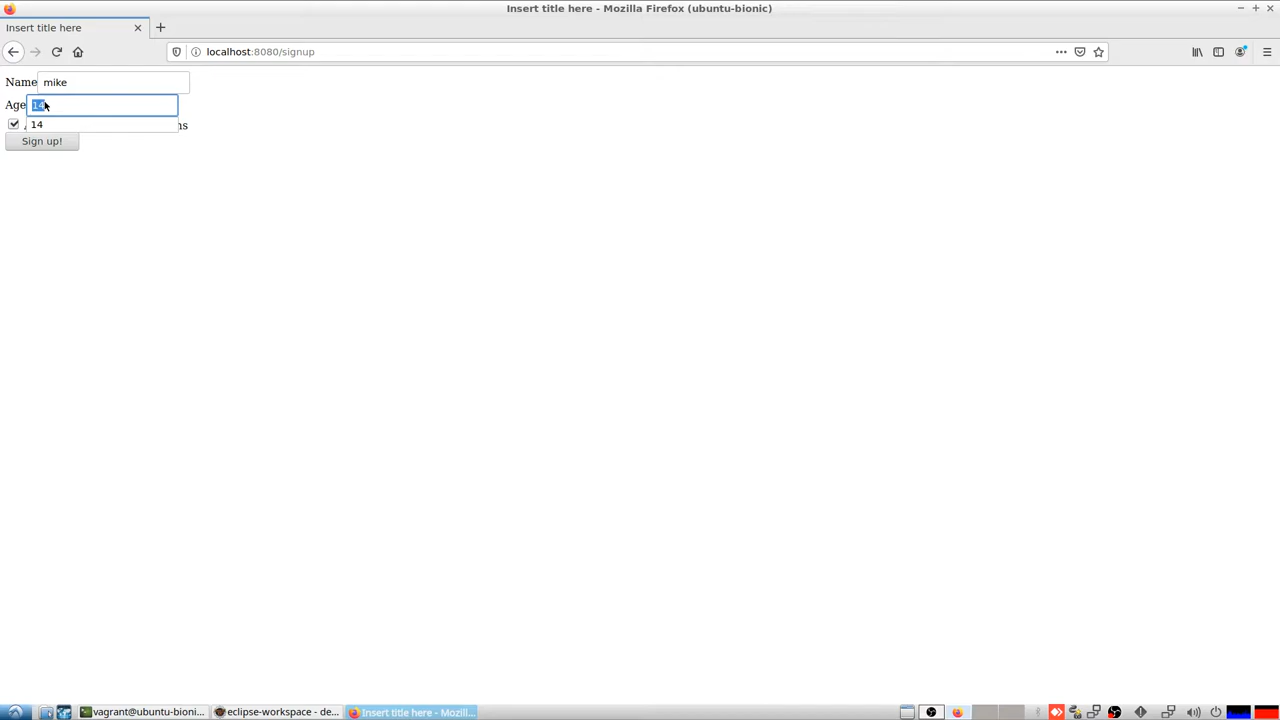 Insert title here - Mozilla Firefox (ubuntu-bionic)
Insert title here
localhost:8080/signup
Name mike
Age 14
14
ns
Sign up!
vagrant@ubuntu-bioni...
eclipse-workspace - de...
Insert title here - Mozill...